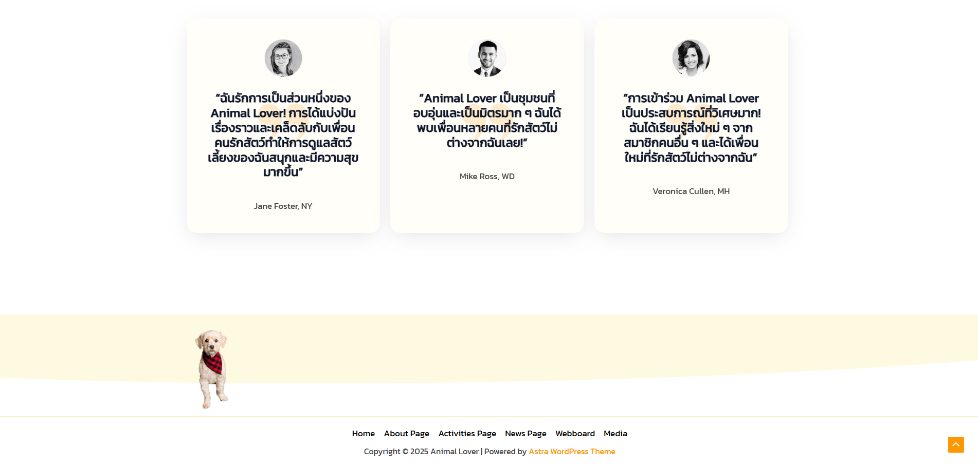 “ฉันรักการเป็นส่วนหนึ่งของ
Animal Lover! การได้แบ่งปัน
เรื่องราวและเคล็ดลับกับเพื่อน
คนรักสัตว์ทำให้การดูแลสัตว์
เลี้ยงของฉันสนุกและมีความสุข
มากขึ้น”
Jane Foster, NY
“Animal Lover เป็นชุมชนที่
อบอุ่นและเป็นมิตรมาก ๆ ฉันได้
พบเพื่อนหลายคนที่รักสัตว์ไม่
ต่างจากฉันเลย!”
Mike Ross, WD
“การเข้าร่วม Animal Lover
เป็นประสบการณ์ที่วิเศษมาก!
ฉันได้เรียนรู้สิ่งใหม่ ๆ จาก
สมาชิกคนอื่น ๆ และได้เพื่อน
ใหม่ที่รักสัตว์ไม่ต่างจากฉัน”
Veronica Cullen, MH
Home About Page Activities Page News Page Webboard Media
Copyright © 2025 Animal Lover | Powered by Astra WordPress Theme